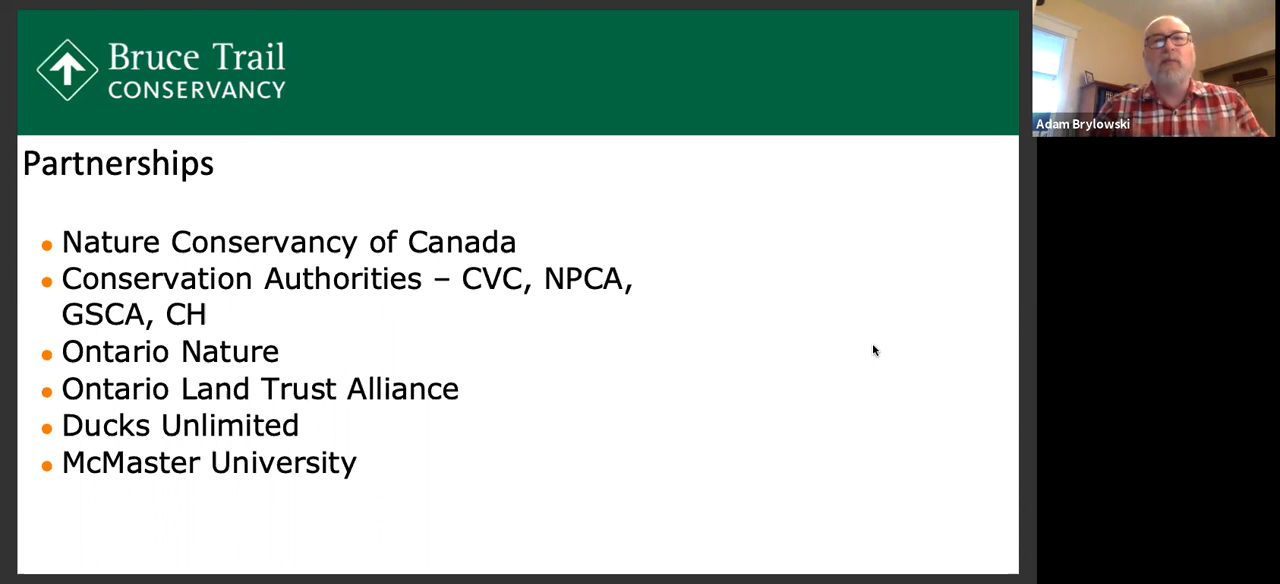 Bruce Trail
CONSERVANCY
Adam Brylowski
Partnerships
Nature Conservancy of Canada
Conservation Authorities – CVC, NPCA,
GSCA, CH
Ontario Nature
Ontario Land Trust Alliance
Ducks Unlimited
McMaster University